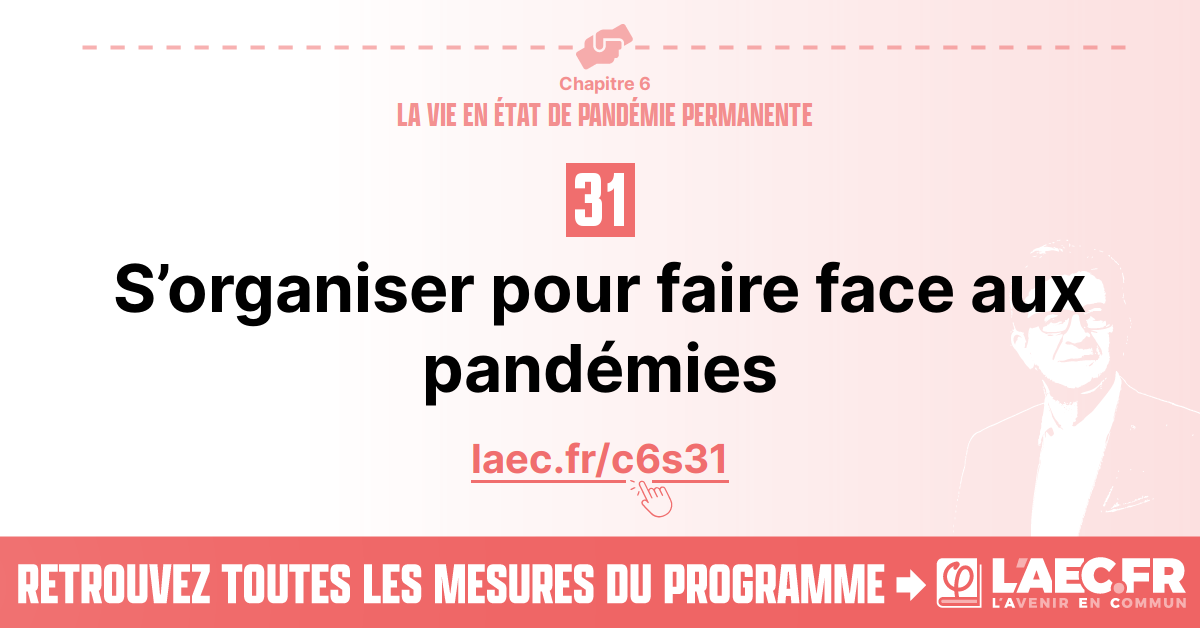 Chapitre 6
LA VIE EN ÉTAT DE PANDÉMIE PERMANENTE
31
S’organiser pour faire face aux
pandémies
laec.fr/c6s31
RETROUVEZ TOUTES LES MESURES DU PROGRAMME
φ L'AEC.FR
L'AVENIR EN COMMUN